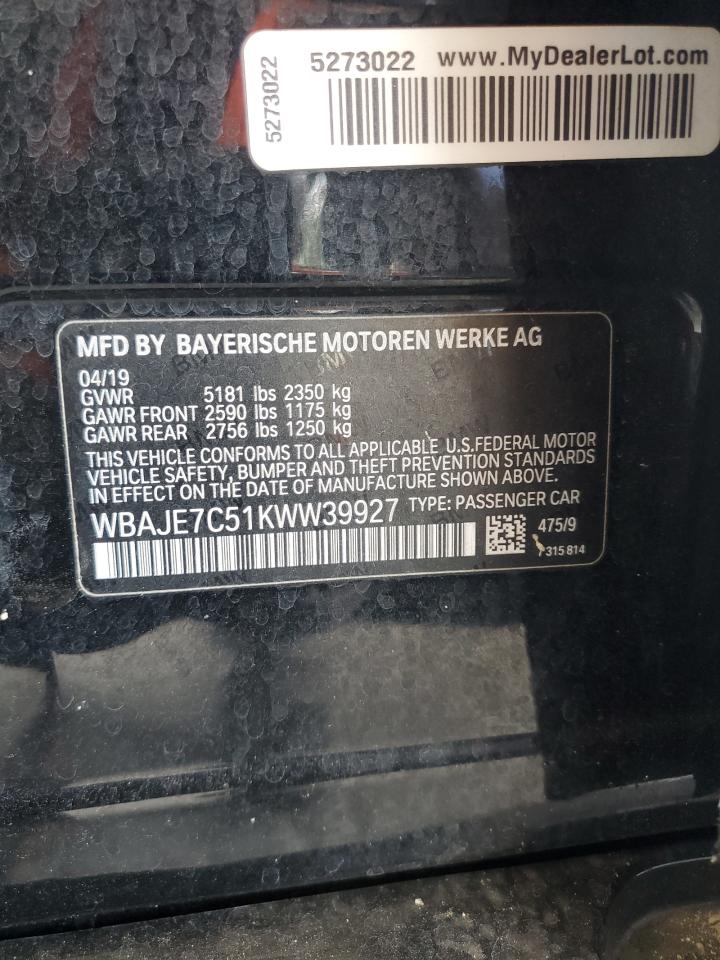 5273022 www.MyDealerLot.com
5273022
MFD BY BAYERISCHE MOTOREN WERKE AG
04/19
GVWR 5181 lbs 2350 kg
GAWR FRONT 2590 lbs 1175 kg
GAWR REAR 2756 lbs 1250 kg
THIS VEHICLE CONFORMS TO ALL APPLICABLE U.S.FEDERAL MOTOR
VEHICLE SAFETY, BUMPER AND THEFT PREVENTION STANDARDS
IN EFFECT ON THE DATE OF MANUFACTURE SHOWN ABOVE.
WBAJE7C51KWW39927 TYPE: PASSENGER CAR
475/9
315 814